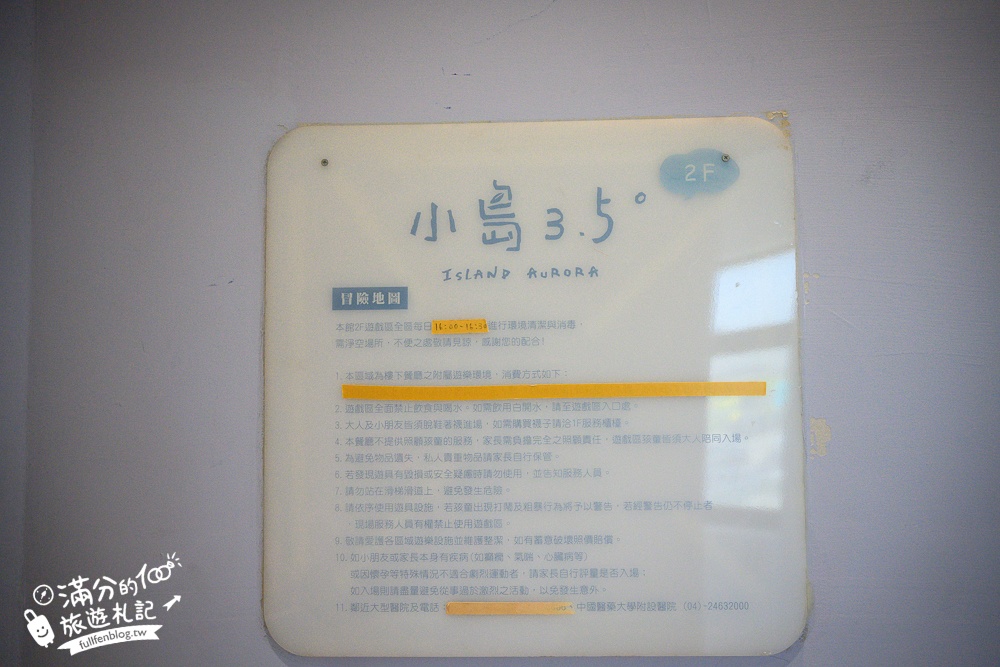 2F
小島3.5°
ISLAND AURORA
冒險地圖
本館2F遊戲區全區每日 進行環境清潔與消毒,
需淨空場所,不便之處敬請見諒,感謝您的配合!
1. 本區域為樓下餐廳之附屬遊樂環境,消費方式如下:
2. 遊戲區全面禁止飲食與喝水。如需飲用白開水,請至遊戲區入口處。
3. 大人及小朋友皆須脫鞋著襪進場,如需購買襪子請洽1F服務櫃檯。
4. 本餐廳不提供照顧孩童的服務,家長需負擔完全之照顧責任,遊戲區孩童皆須大人陪同入場。
5. 為避免物品遺失,私人貴重物品請家長自行保管。
6. 若發現遊具有毀損或安全疑慮時請勿使用,並告知服務人員。
7. 請勿站在滑梯滑道上,避免發生危險。
8. 請依序使用遊具設施,若孩童出現打鬧及粗暴行為將予以警告,若經警告仍不停止者
,現場服務人員有權禁止使用遊戲區。
9. 敬請愛護各區域遊樂設施並維護整潔,如有蓄意破壞照價賠償。
10. 如小朋友或家長本身有疾病(如癲癇、氣喘、心臟病等)
或因懷孕等特殊情況不適合劇烈運動者,請家長自行評量是否入場;
如入場則請盡量避免從事過於激烈之活動,以免發生意外。
11. 鄰近大型醫院及電話: 。中國醫藥大學附設醫院 (04)-24632000
滿分的
旅遊札記
fullfenblog.tw